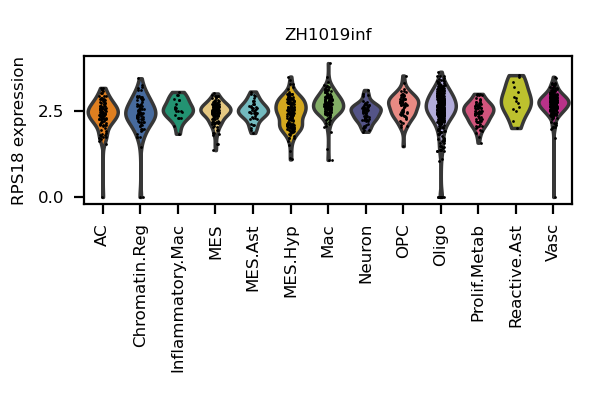 ZH1019inf
RPS18 expression
2.5
0.0
AC
Chromatin.Reg
Inflammatory.Mac
MES
MES.Ast
MES.Hyp
Mac
Neuron
OPC
Oligo
Prolif.Metab
Reactive.Ast
Vasc